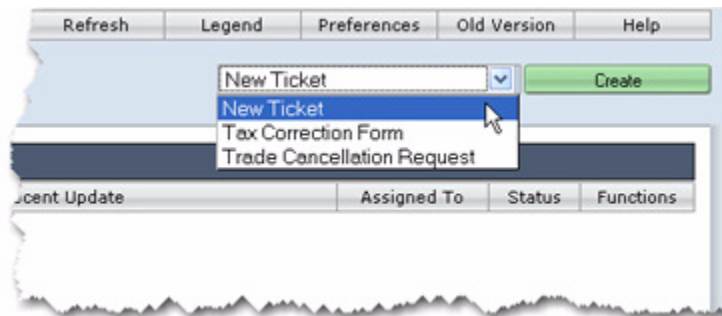 Refresh Legend Preferences Old Version Help
New Ticket Create
New Ticket
Tax Correction Form
Trade Cancellation Request
Update Assigned To Status Functions